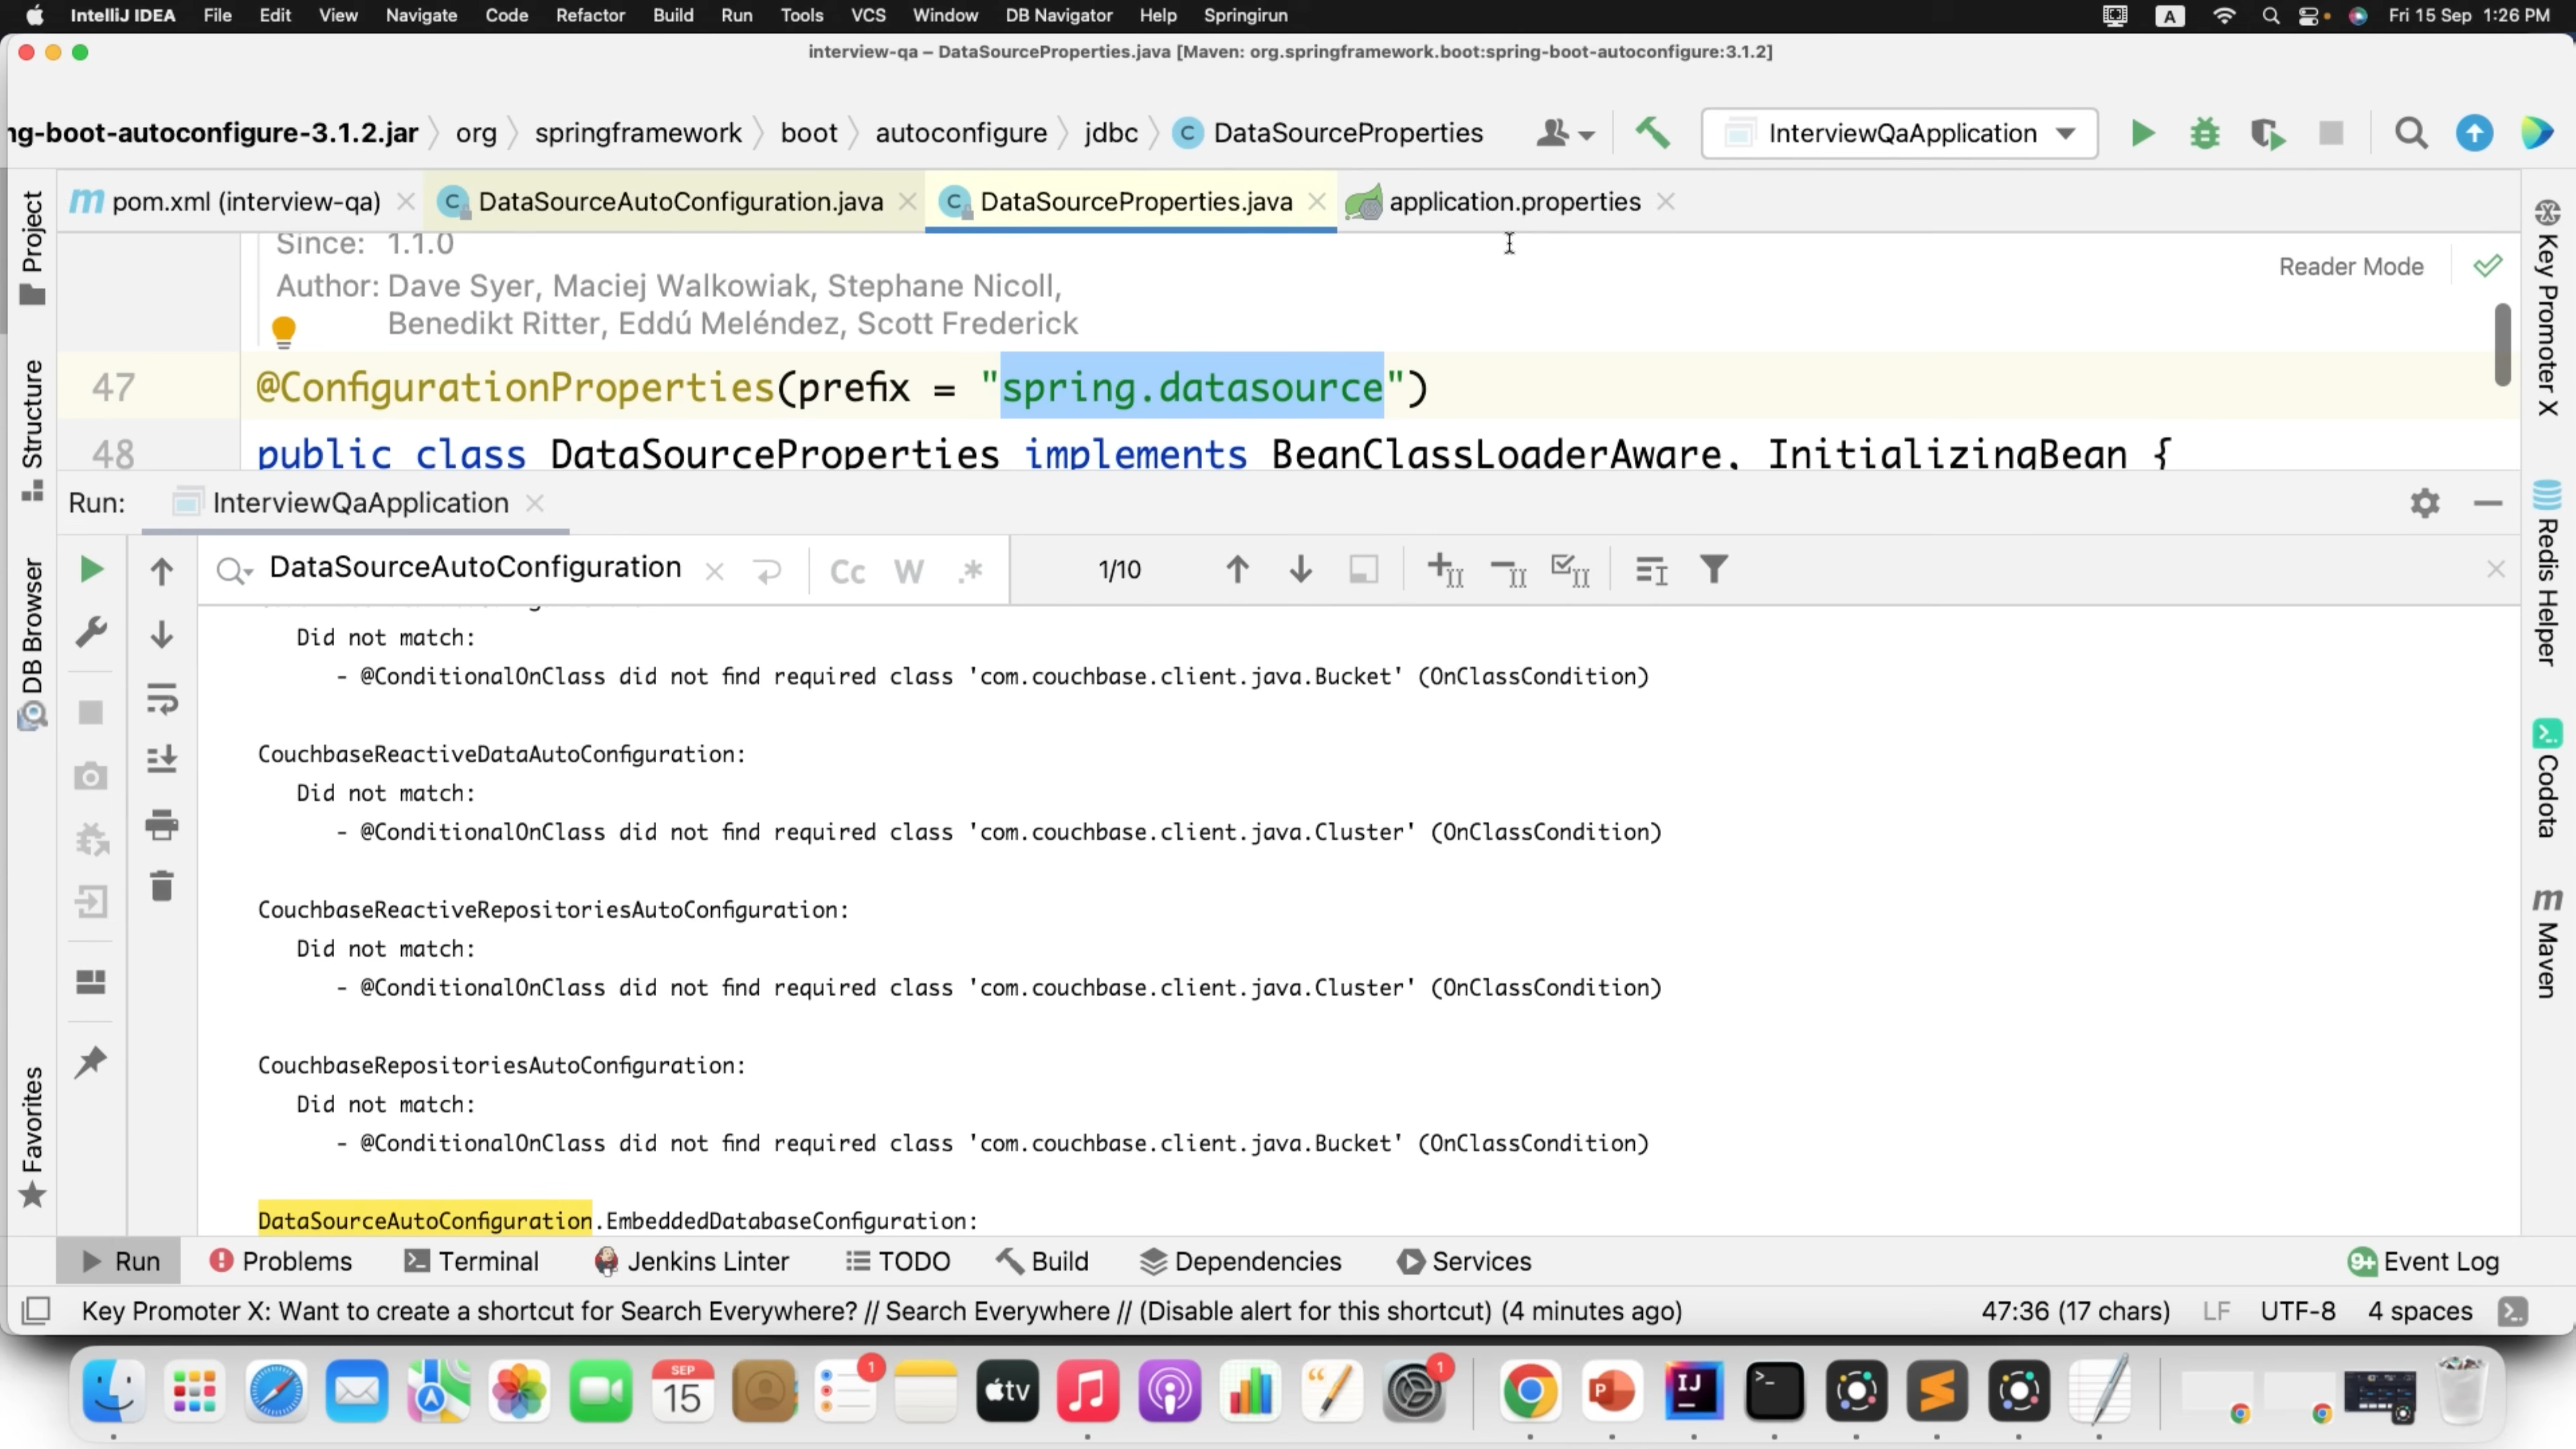 IntelliJ IDEA File Edit View Navigate Code Refactor Build Run Tools VCS Window DB Navigator Help Springirun A Fri 15 Sep 1:26 PM
interview-qa – DataSourceProperties.java [Maven: org.springframework.boot:spring-boot-autoconfigure:3.1.2]
ng-boot-autoconfigure-3.1.2.jar org springframework boot autoconfigure jdbc C DataSourceProperties InterviewQaApplication
m pom.xml (interview-qa) C DataSourceAutoConfiguration.java C DataSourceProperties.java application.properties
Since: 1.1.0
Author: Dave Syer, Maciej Walkowiak, Stephane Nicoll,
Benedikt Ritter, Eddú Meléndez, Scott Frederick
Reader Mode
47 @ConfigurationProperties(prefix = "spring.datasource")
48 public class DataSourceProperties implements BeanClassLoaderAware, InitializingBean {
Run: InterviewQaApplication
DataSourceAutoConfiguration Cc W .* 1/10
Did not match:
- @ConditionalOnClass did not find required class 'com.couchbase.client.java.Bucket' (OnClassCondition)
CouchbaseReactiveDataAutoConfiguration:
Did not match:
- @ConditionalOnClass did not find required class 'com.couchbase.client.java.Cluster' (OnClassCondition)
CouchbaseReactiveRepositoriesAutoConfiguration:
Did not match:
- @ConditionalOnClass did not find required class 'com.couchbase.client.java.Cluster' (OnClassCondition)
CouchbaseRepositoriesAutoConfiguration:
Did not match:
- @ConditionalOnClass did not find required class 'com.couchbase.client.java.Bucket' (OnClassCondition)
DataSourceAutoConfiguration.EmbeddedDatabaseConfiguration:
Project
Structure
DB Browser
Favorites
Key Promoter X
Redis Helper
Codota
m Maven
Run Problems Terminal Jenkins Linter TODO Build Dependencies Services 9+ Event Log
Key Promoter X: Want to create a shortcut for Search Everywhere? // Search Everywhere // (Disable alert for this shortcut) (4 minutes ago) 47:36 (17 chars) LF UTF-8 4 spaces
SEP
15
1
tv
1
P
IJ